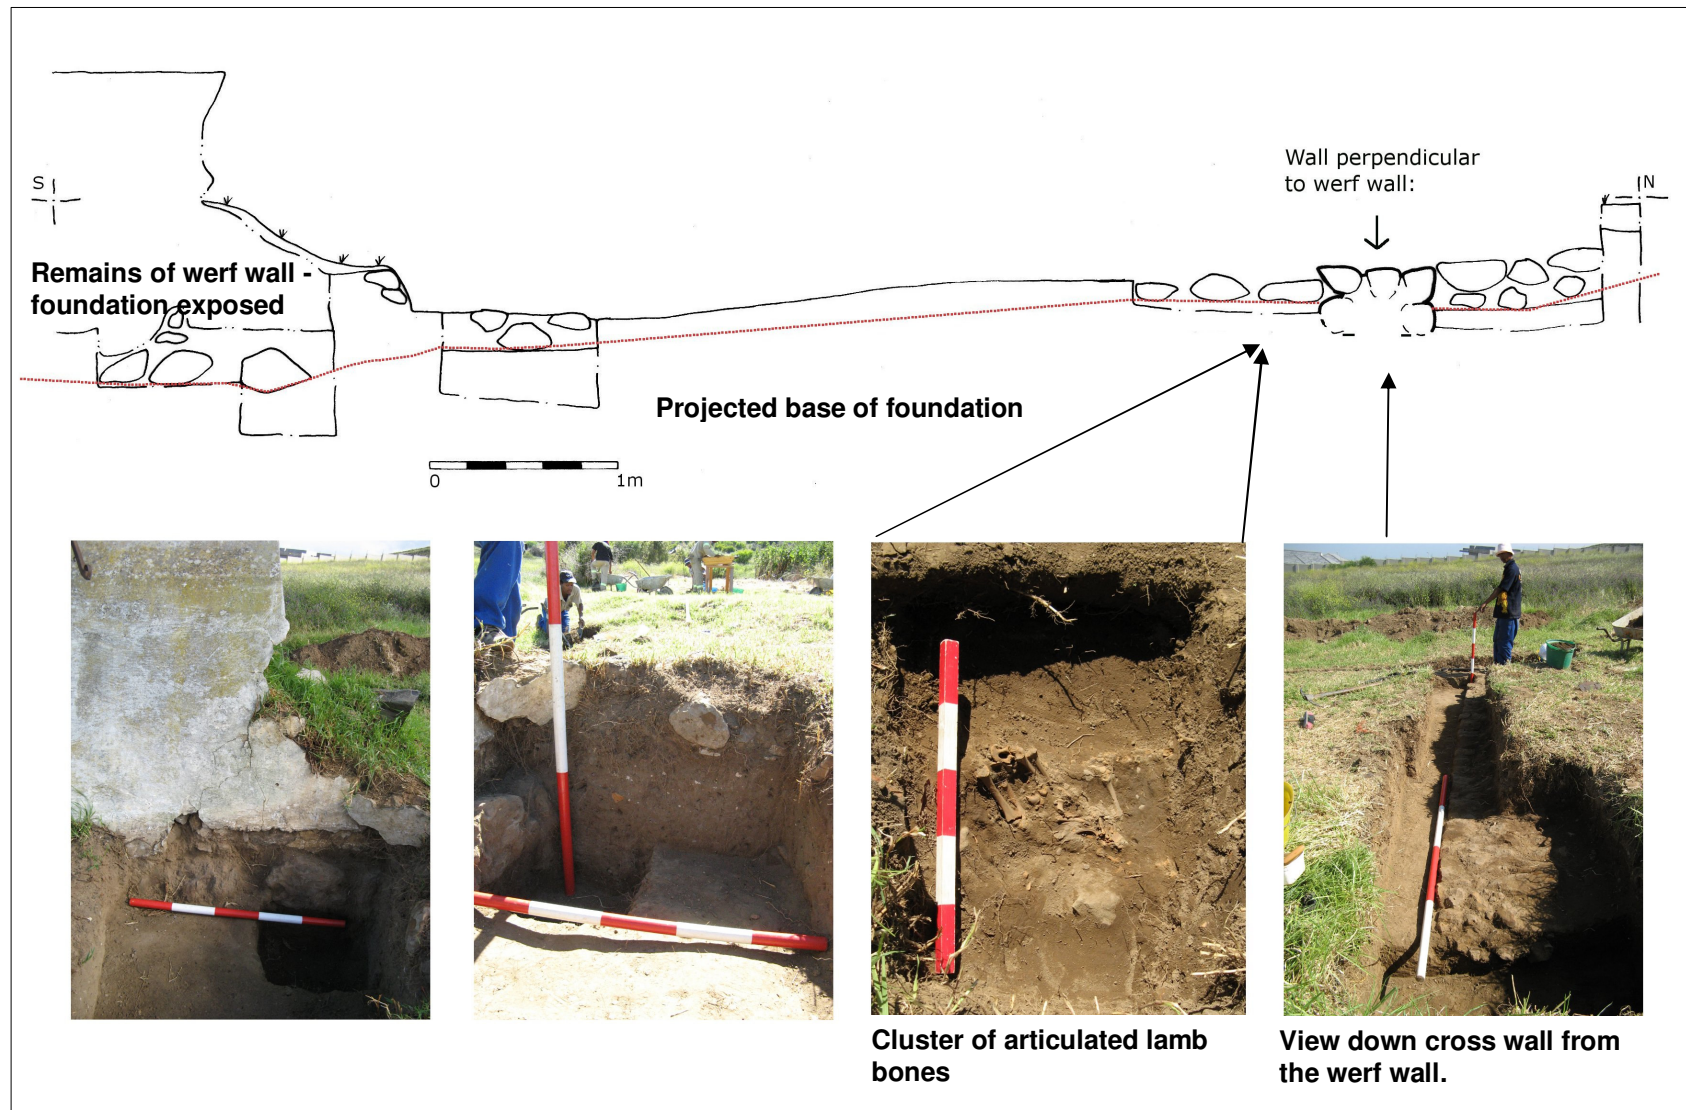 Wall perpendicular
to werf wall:
S
N
Remains of werf wall -
foundation exposed
Projected base of foundation
0
1m
Cluster of articulated lamb
bones
View down cross wall from
the werf wall.